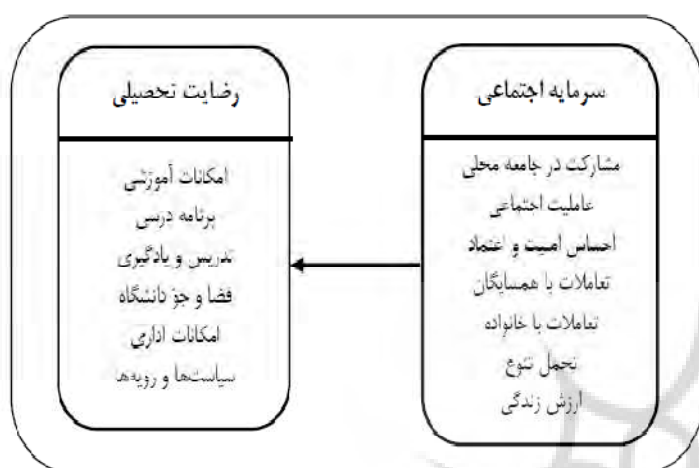 سرمایه اجتماعی
مشارکت در جامعه محلی
عاملیت اجتماعی
احساس امنیت و اعتماد
تعاملات با همسایگان
تعاملات با خانواده
تحمل تنوع
ارزش زندگی
رضایت تحصیلی
امکانات آموزشی
برنامه درسی
تدریس و یادگیری
فضا و جوّ دانشگاه
امکانات اداری
سیاست‌ها و رویه‌ها